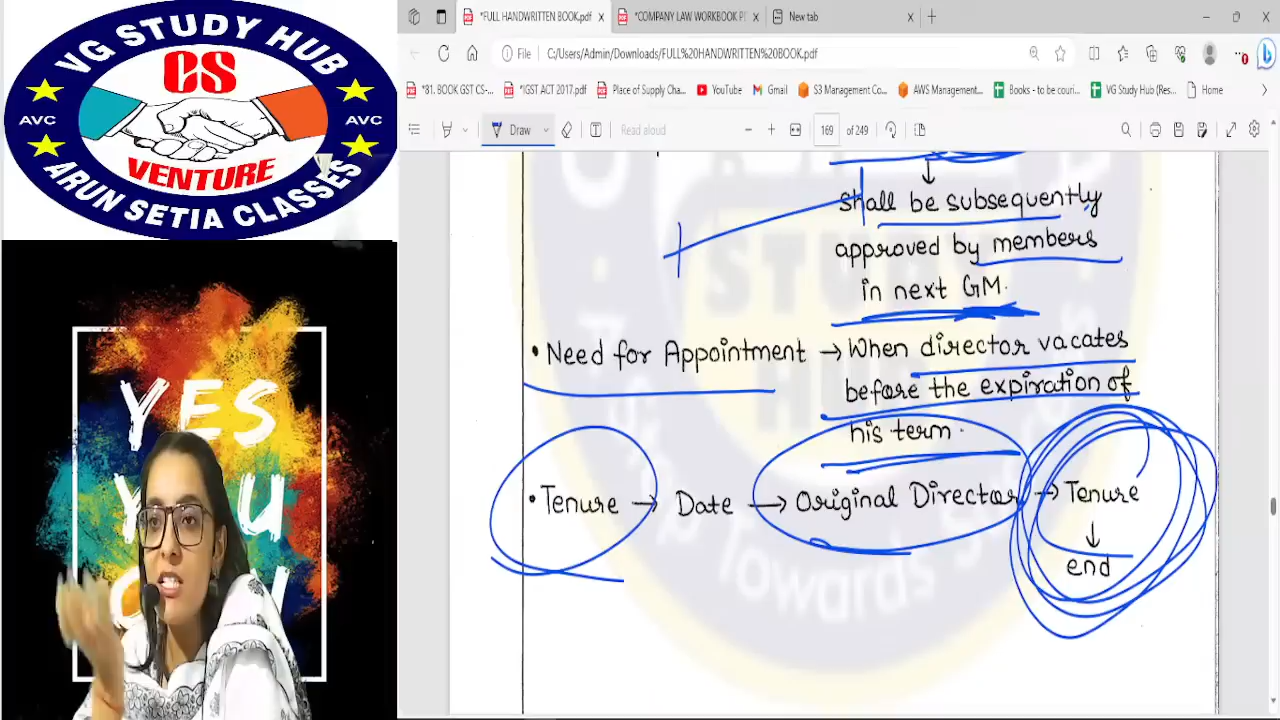 VG STUDY HUB
CS
AVC
AVC
VENTURE
ARUN SETIA CLASSES
YES
*FULL HANDWRITTEN BOOK.pdf
*COMPANY LAW WORKBOOK
New tab
File
C:/Users/Admin/Downloads/FULL%20HANDWRITTEN%20BOOK.pdf
*81. BOOK GST CS-...
*IGST ACT 2017.pdf
Place of Supply Cha...
YouTube
Gmail
S3 Management Co...
AWS Management...
Books - to be couri...
VG Study Hub (Res...
Home
Draw
Read aloud
169
of 249
shall be subsequently
approved by members
in next GM.
• Need for Appointment → When director vacates
before the expiration of
his term.
• Tenure → Date → Original Director → Tenure
↓
end